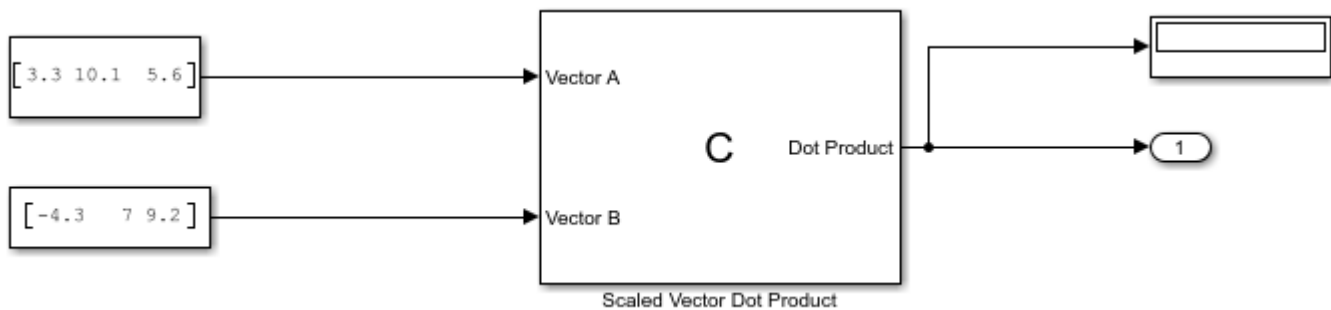 [3.3 10.1 5.6]
Vector A
C
Dot Product
1
[-4.3 7 9.2]
Vector B
Scaled Vector Dot Product